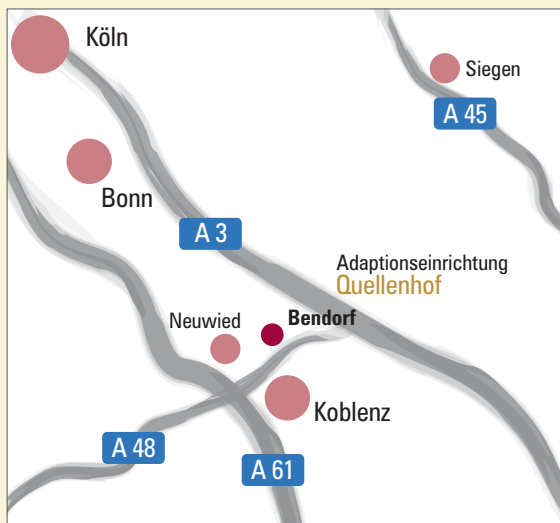 Köln
Siegen
A 45
Bonn
A 3
Adaptionseinrichtung
Quellenhof
Neuwied
Bendorf
Koblenz
A 48
A 61